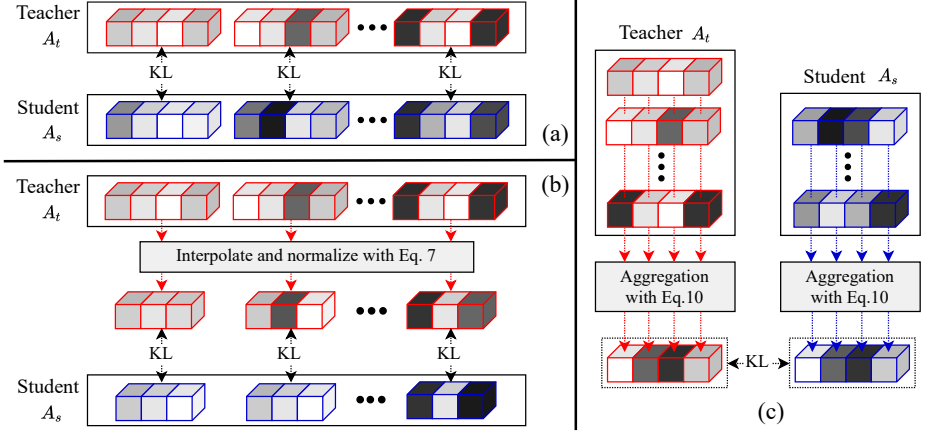 Teacher
A_t
KL KL KL
Student
A_s
(a)
Teacher
A_t
(b)
Interpolate and normalize with Eq. 7
KL KL KL
Student
A_s
Teacher A_t
Student A_s
Aggregation
with Eq.10
Aggregation
with Eq.10
KL
(c)